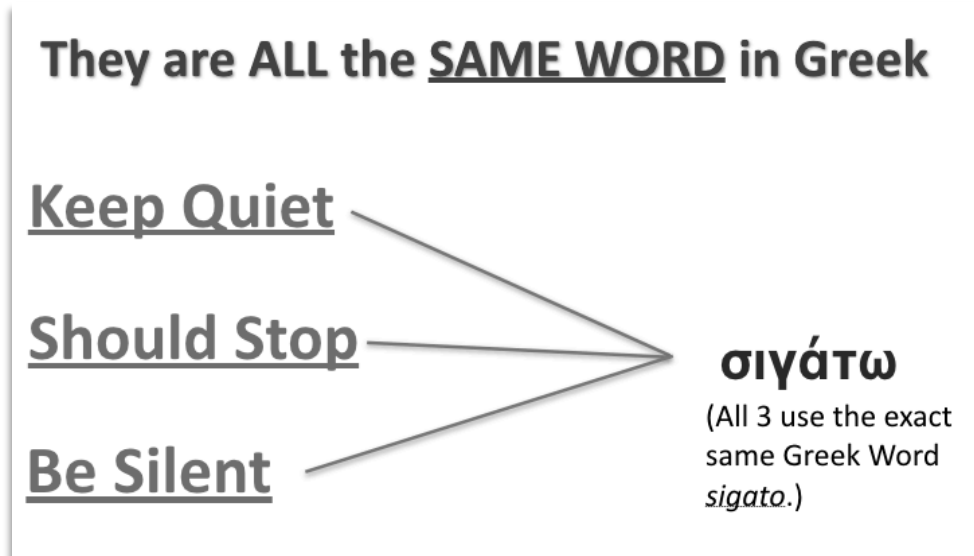 They are ALL the SAME WORD in Greek
Keep Quiet
Should Stop
Be Silent
σιγάτω
(All 3 use the exact
same Greek Word
sigato.)